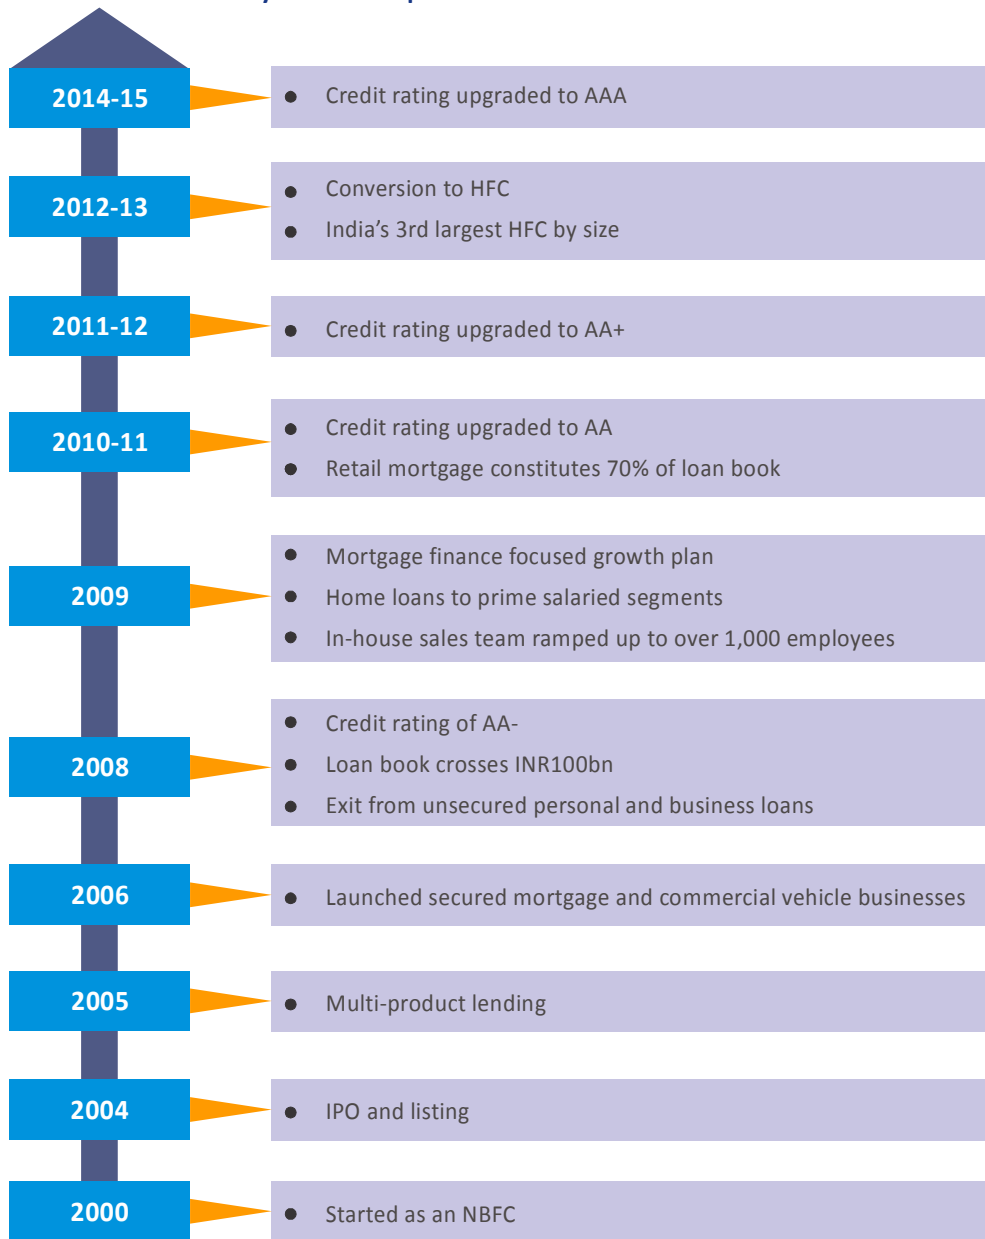 2014-15
Credit rating upgraded to AAA
2012-13
Conversion to HFC
India’s 3rd largest HFC by size
2011-12
Credit rating upgraded to AA+
2010-11
Credit rating upgraded to AA
Retail mortgage constitutes 70% of loan book
2009
Mortgage finance focused growth plan
Home loans to prime salaried segments
In-house sales team ramped up to over 1,000 employees
2008
Credit rating of AA-
Loan book crosses INR100bn
Exit from unsecured personal and business loans
2006
Launched secured mortgage and commercial vehicle businesses
2005
Multi-product lending
2004
IPO and listing
2000
Started as an NBFC